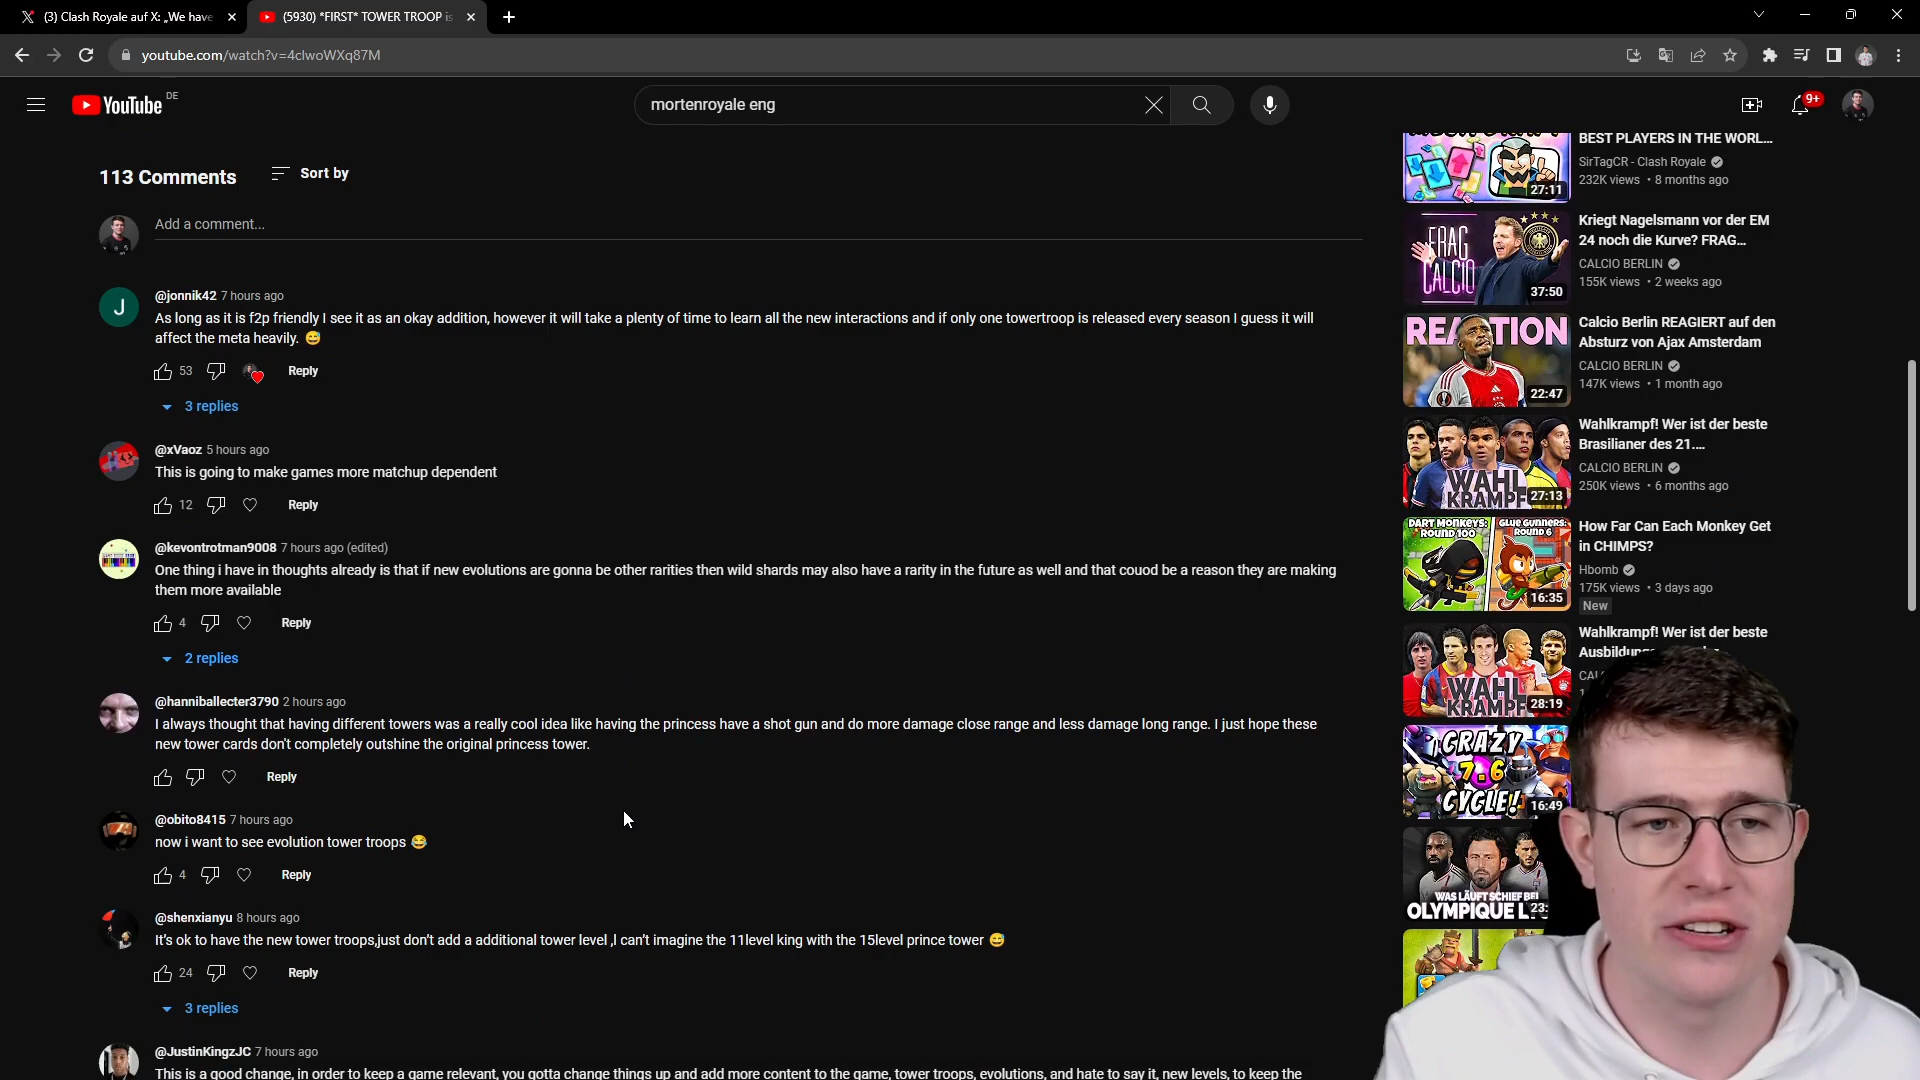 (3) Clash Royale auf X: „We have
(5930) *FIRST* TOWER TROOP is
youtube.com/watch?v=4clwoWXq87M
YouTube DE
mortenroyale eng
9+
113 Comments
Sort by
Add a comment...
@jonnik42 7 hours ago
As long as it is f2p friendly I see it as an okay addition, however it will take a plenty of time to learn all the new interactions and if only one towertroop is released every season I guess it will
affect the meta heavily. 😅
53
Reply
3 replies
@xVaoz 5 hours ago
This is going to make games more matchup dependent
12
Reply
@kevontrotman9008 7 hours ago (edited)
One thing i have in thoughts already is that if new evolutions are gonna be other rarities then wild shards may also have a rarity in the future as well and that couod be a reason they are making
them more available
4
Reply
2 replies
@hanniballecter3790 2 hours ago
I always thought that having different towers was a really cool idea like having the princess have a shot gun and do more damage close range and less damage long range. I just hope these
new tower cards don't completely outshine the original princess tower.
Reply
@obito8415 7 hours ago
now i want to see evolution tower troops 😂
4
Reply
@shenxianyu 8 hours ago
It's ok to have the new tower troops,just don't add a additional tower level ,I can't imagine the 11level king with the 15level prince tower 😅
24
Reply
3 replies
@JustinKingzJC 7 hours ago
This is a good change, in order to keep a game relevant, you gotta change things up and add more content to the game, tower troops, evolutions, and hate to say it, new levels, to keep the
27:11
BEST PLAYERS IN THE WORL...
SirTagCR - Clash Royale
232K views • 8 months ago
FRAG
CALCIO
37:50
Kriegt Nagelsmann vor der EM
24 noch die Kurve? FRAG...
CALCIO BERLIN
155K views • 2 weeks ago
REACTION
22:47
Calcio Berlin REAGIERT auf den
Absturz von Ajax Amsterdam
CALCIO BERLIN
147K views • 1 month ago
WAHL
KRAMPF
27:13
Wahlkrampf! Wer ist der beste
Brasilianer des 21....
CALCIO BERLIN
250K views • 6 months ago
DART MONKEYS:
ROUND 100
GLUE GUNNERS:
ROUND 6
16:35
How Far Can Each Monkey Get
in CHIMPS?
Hbomb
175K views • 3 days ago
New
WAHL
KRAMPF
28:19
Wahlkrampf! Wer ist der beste
CRAZY
7.6
CYCLE!
16:49
WAS LÄUFT SCHIEF BEI
OLYMPIQUE
23: